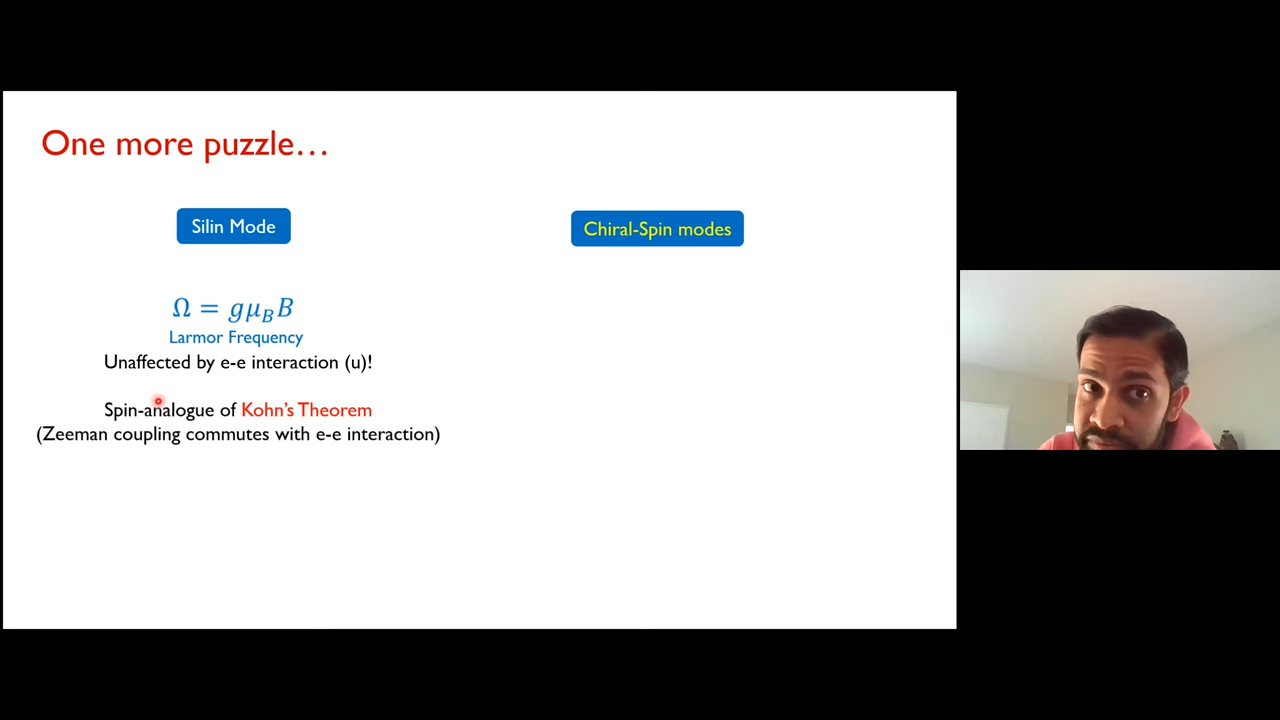 One more puzzle…
Silin Mode
Chiral-Spin modes
Ω = gμ_B B
Larmor Frequency
Unaffected by e-e interaction (u)!
Spin-analogue of Kohn's Theorem
(Zeeman coupling commutes with e-e interaction)